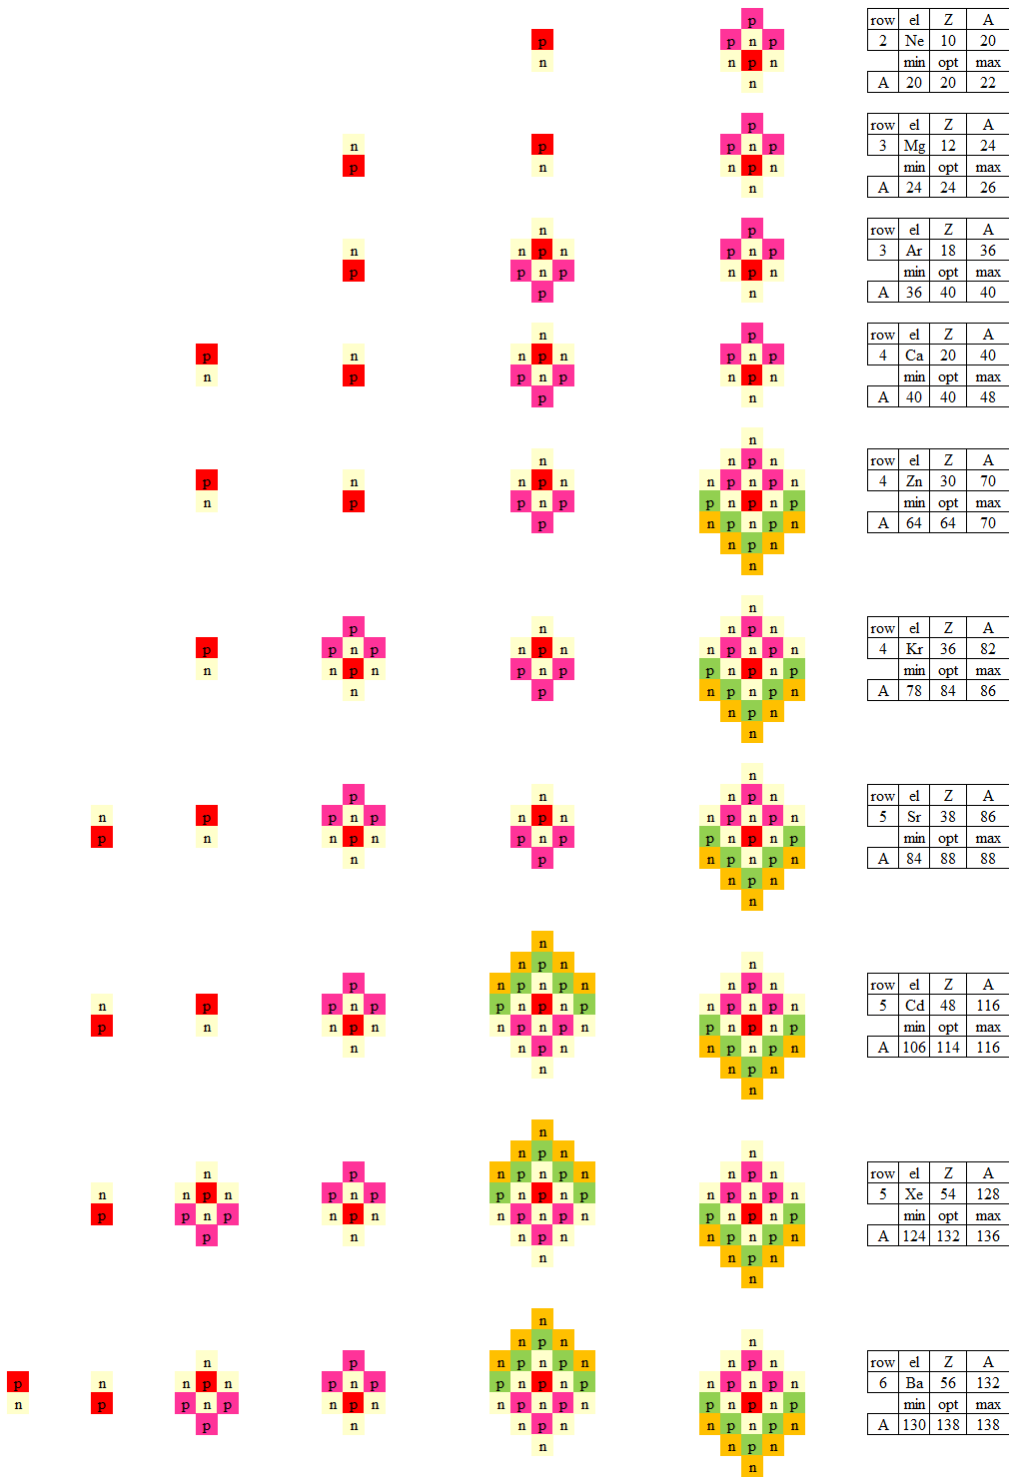 p row el Z A
p p n p 2 Ne 10 20
n n p n min opt max
n A 20 20 22
p row el Z A
n p p n p 3 Mg 12 24
p n n p n min opt max
n A 24 24 26
n p row el Z A
n n p n p n p 3 Ar 18 36
p p n p n p n min opt max
p n A 36 40 40
n p row el Z A
p n n p n p n p 4 Ca 20 40
n p p n p n p n min opt max
p n A 40 40 48
n
n n p n row el Z A
p n n p n n p n p n 4 Zn 30 70
n p p n p p n p n p min opt max
p n p n p n A 64 64 70
n p n
n
n
p n n p n row el Z A
p p n p n p n n p n p n 4 Kr 36 82
n n p n p n p p n p n p min opt max
n p n p n p n A 78 84 86
n p n
n
n
p n n p n row el Z A
n p p n p n p n n p n p n 5 Sr 38 86
p n n p n p n p p n p n p min opt max
n p n p n p n A 84 88 88
n p n
n
n
n p n n
p n p n p n n p n row el Z A
n p p n p p n p n p n p n p n 5 Cd 48 116
p n n p n n p n p n p n p n p min opt max
n n p n n p n p n A 106 114 116
n n p n
n
n
n p n n
n p n p n p n n p n row el Z A
n n p n p n p p n p n p n p n p n 5 Xe 54 128
p p n p n p n n p n p n p n p n p min opt max
p n n p n n p n p n A 124 132 136
n n p n
n
n
n p n n
n p n p n p n n p n row el Z A
p n n p n p n p p n p n p n p n p n 6 Ba 56 132
n p p n p n p n n p n p n p n p n p min opt max
p n n p n n p n p n A 130 138 138
n n p n
n